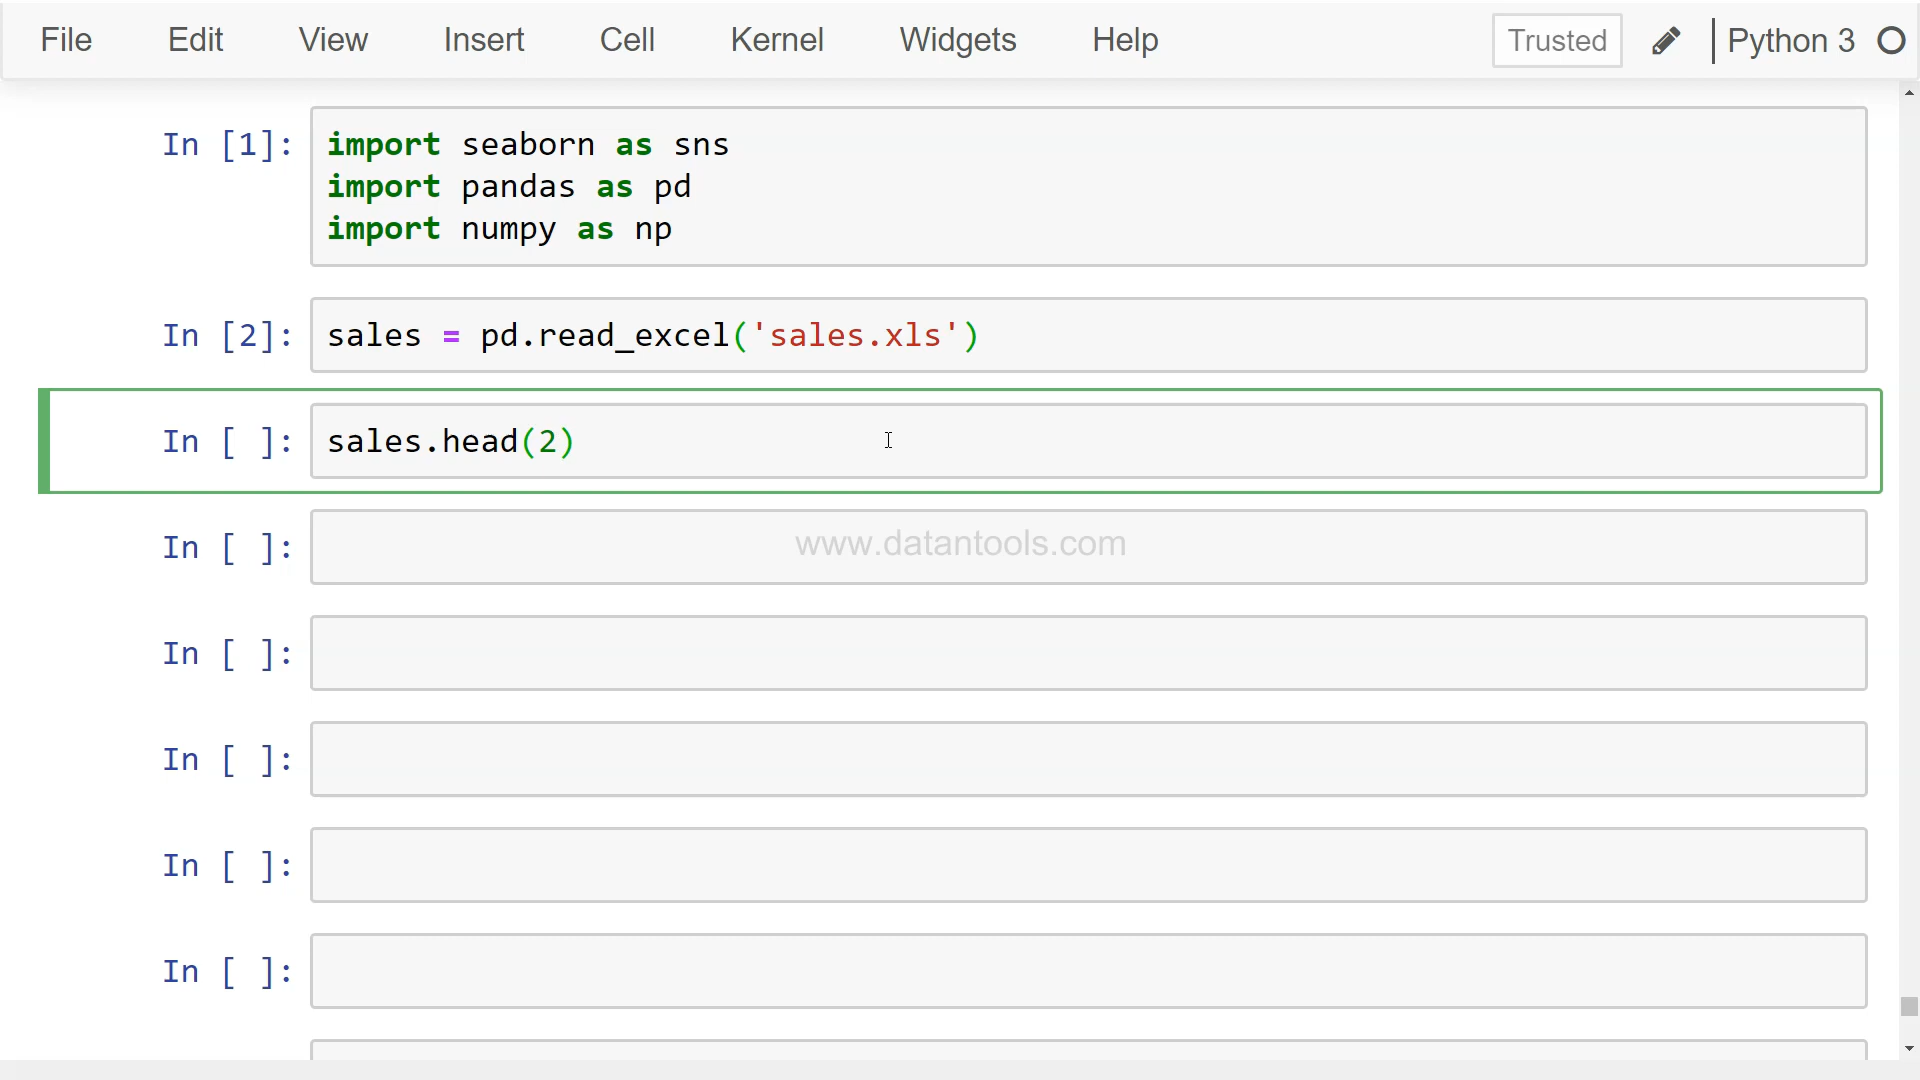 File Edit View Insert Cell Kernel Widgets Help Trusted Python 3
In [1]: import seaborn as sns
import pandas as pd
import numpy as np
In [2]: sales = pd.read_excel('sales.xls')
In [ ]: sales.head(2)
In [ ]: www.datantools.com
In [ ]:
In [ ]:
In [ ]:
In [ ]: